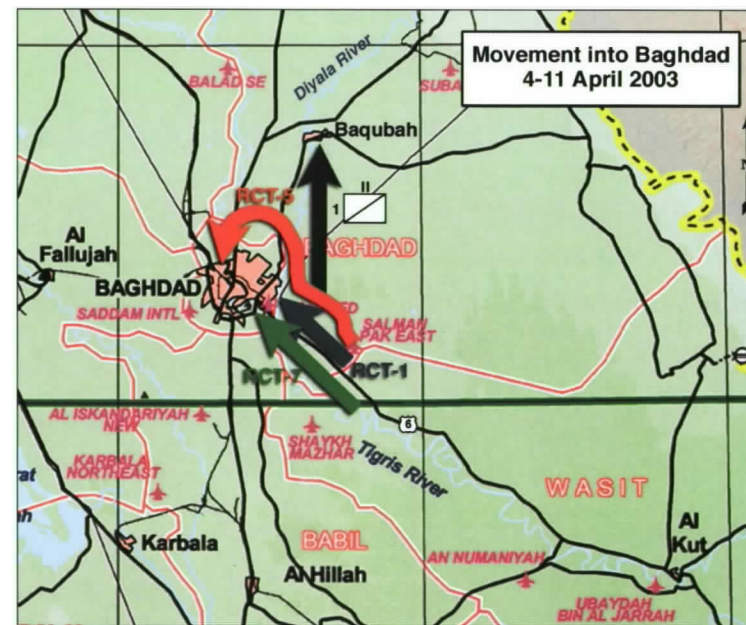 Movement into Baghdad
4-11 April 2003
Diyala River
BALAD SE
SUBA
Baqubah
RCT-5
II
1
Al
Fallujah
BAGHDAD
BAGHDAD
SADDAM INTL
SALMAN
PAK EAST
RCT-7
RCT-1
AL ISKANDARIYAH
NEW
6
SHAYKH
MAZHAR
KARBALA
NORTHEAST
Tigris River
WASIT
Karbala
BABIL
Al Hillah
AN NUMANIYAH
Al
Kut
UBAYDAH
BIN AL JARRAH